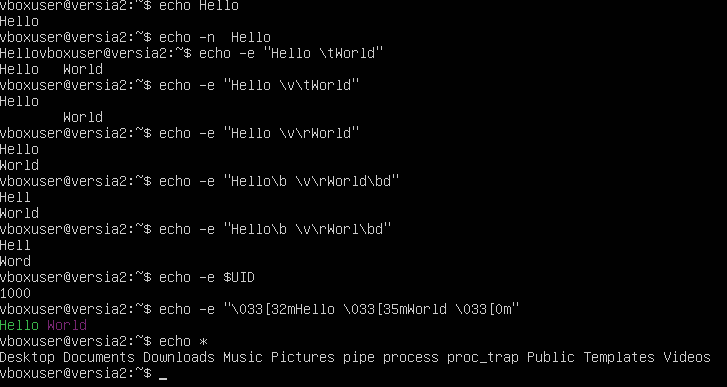 vboxuser@versia2:~$ echo Hello
Hello
vboxuser@versia2:~$ echo -n  Hello
Hellovboxuser@versia2:~$ echo -e "Hello \tWorld"
Hello   World
vboxuser@versia2:~$ echo -e "Hello \v\tWorld"
Hello
        World
vboxuser@versia2:~$ echo -e "Hello \v\rWorld"
Hello
World
vboxuser@versia2:~$ echo -e "Hello\b \v\rWorld\bd"
Hell
World
vboxuser@versia2:~$ echo -e "Hello\b \v\rWorl\bd"
Hell
Word
vboxuser@versia2:~$ echo -e $UID
1000
vboxuser@versia2:~$ echo -e "\033[32mHello \033[35mWorld \033[0m"
Hello World
vboxuser@versia2:~$ echo *
Desktop Documents Downloads Music Pictures pipe process proc_trap Public Templates Videos
vboxuser@versia2:~$ _